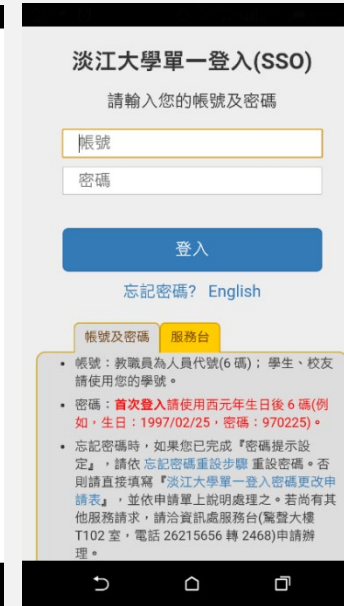 淡江大學單一登入(SSO)
請輸入您的帳號及密碼
帳號
密碼
登入
忘記密碼? English
帳號及密碼 服務台
• 帳號：教職員為人員代號(6 碼)； 學生、校友
請使用您的學號。
• 密碼：首次登入請使用西元年生日後 6 碼(例
如，生日：1997/02/25，密碼：970225)。
• 忘記密碼時，如果您已完成『密碼提示設
定』，請依 忘記密碼重設步驟 重設密碼。否
則請直接填寫『淡江大學單一登入密碼更改申
請表』，並依申請單上說明處理之。若尚有其
他服務請求，請洽資訊處服務台(驚聲大樓
T102 室，電話 26215656 轉 2468)申請辦
理。